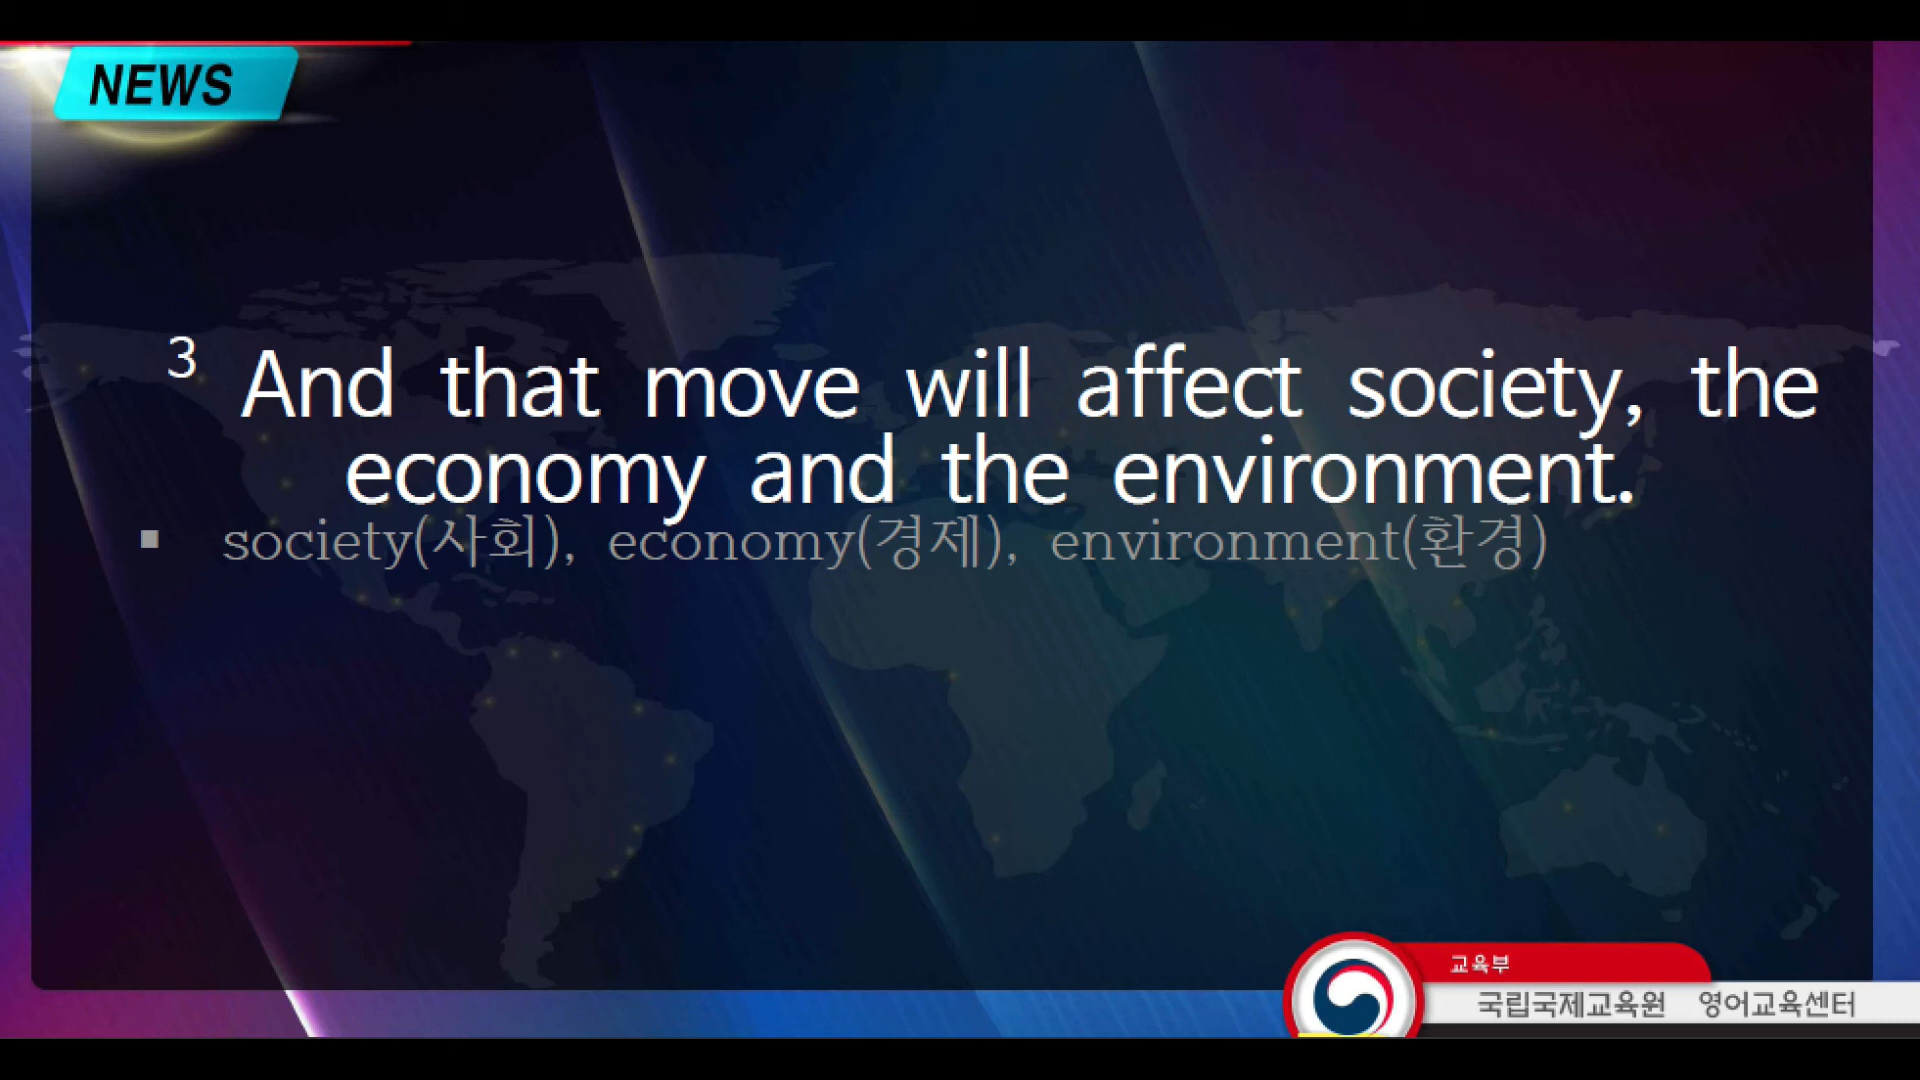 NEWS
3 And that move will affect society, the
economy and the environment.
▪ society(사회), economy(경제), environment(환경)
교육부
국립국제교육원 영어교육센터